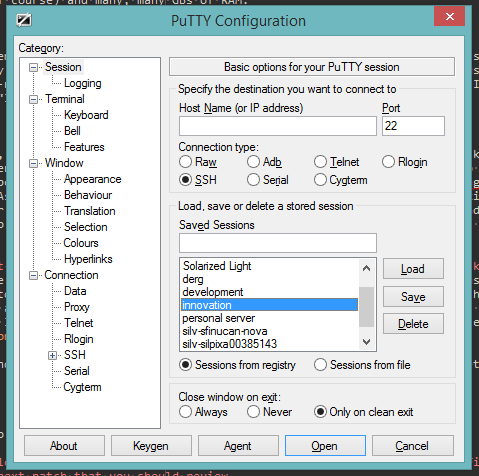 course) and many, many GBs of RAM.
PuTTY Configuration
Category:
Session
Logging
Terminal
Keyboard
Bell
Features
Window
Appearance
Behaviour
Translation
Selection
Colours
Hyperlinks
Connection
Data
Proxy
Telnet
Rlogin
SSH
Serial
Cygterm
Basic options for your PuTTY session
Specify the destination you want to connect to
Host Name (or IP address) Port
22
Connection type:
Raw Adb Telnet Rlogin
SSH Serial Cygterm
Load, save or delete a stored session
Saved Sessions
Solarized Light
derg
development
innovation
personal server
silv-sfinucan-nova
silv-silpixa00385143
Load
Save
Delete
Sessions from registry Sessions from file
Close window on exit:
Always Never Only on clean exit
About Keygen Agent Open Cancel
next patch that you should review